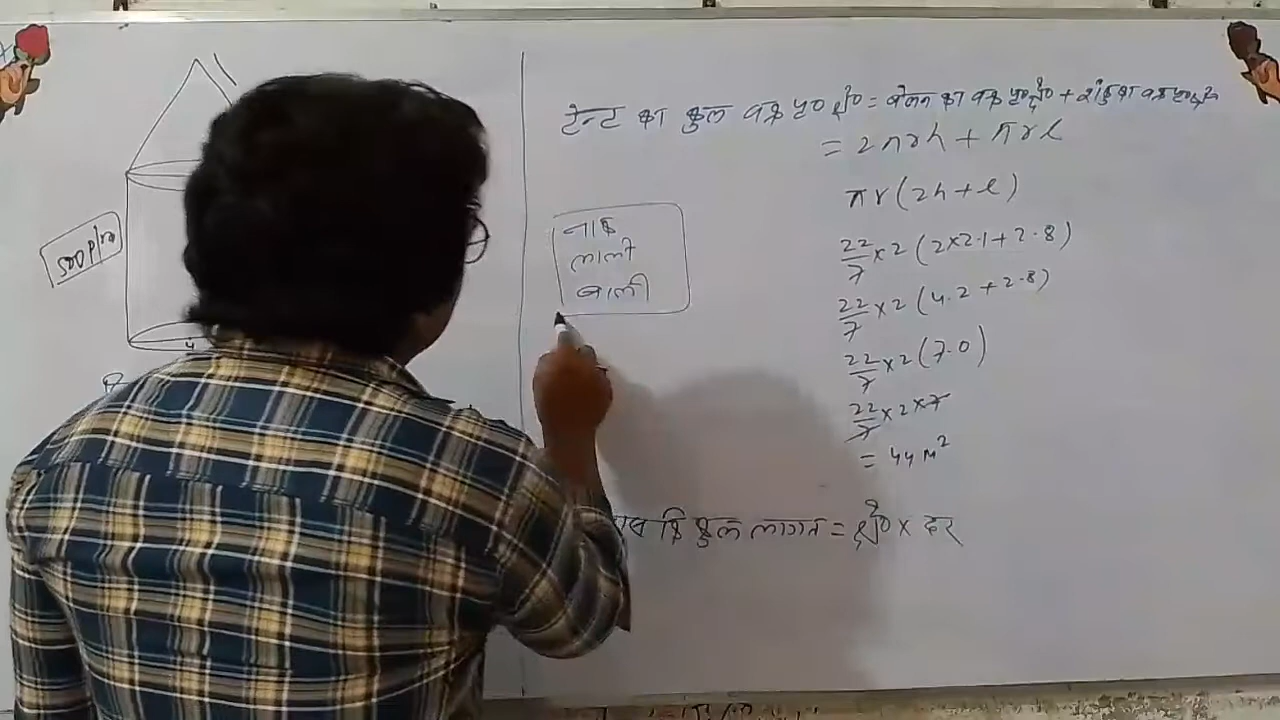 टेन्ट का कुल वक्र पृ० क्षे० = बेलन का वक्र पृ० क्षे० + शंकु का वक्र पृ० क्षे०
= 2πrh + πrl
πr(2h+l)
22/7 × 2 (2×2.1+2.8)
22/7 × 2 (4.2+2.8)
22/7 × 2 (7.0)
22/7 × 2 × 7
= 44 m²
नाक
लाली
बाली
कि कुल लागत = क्षे० × दर
500₹/m
4